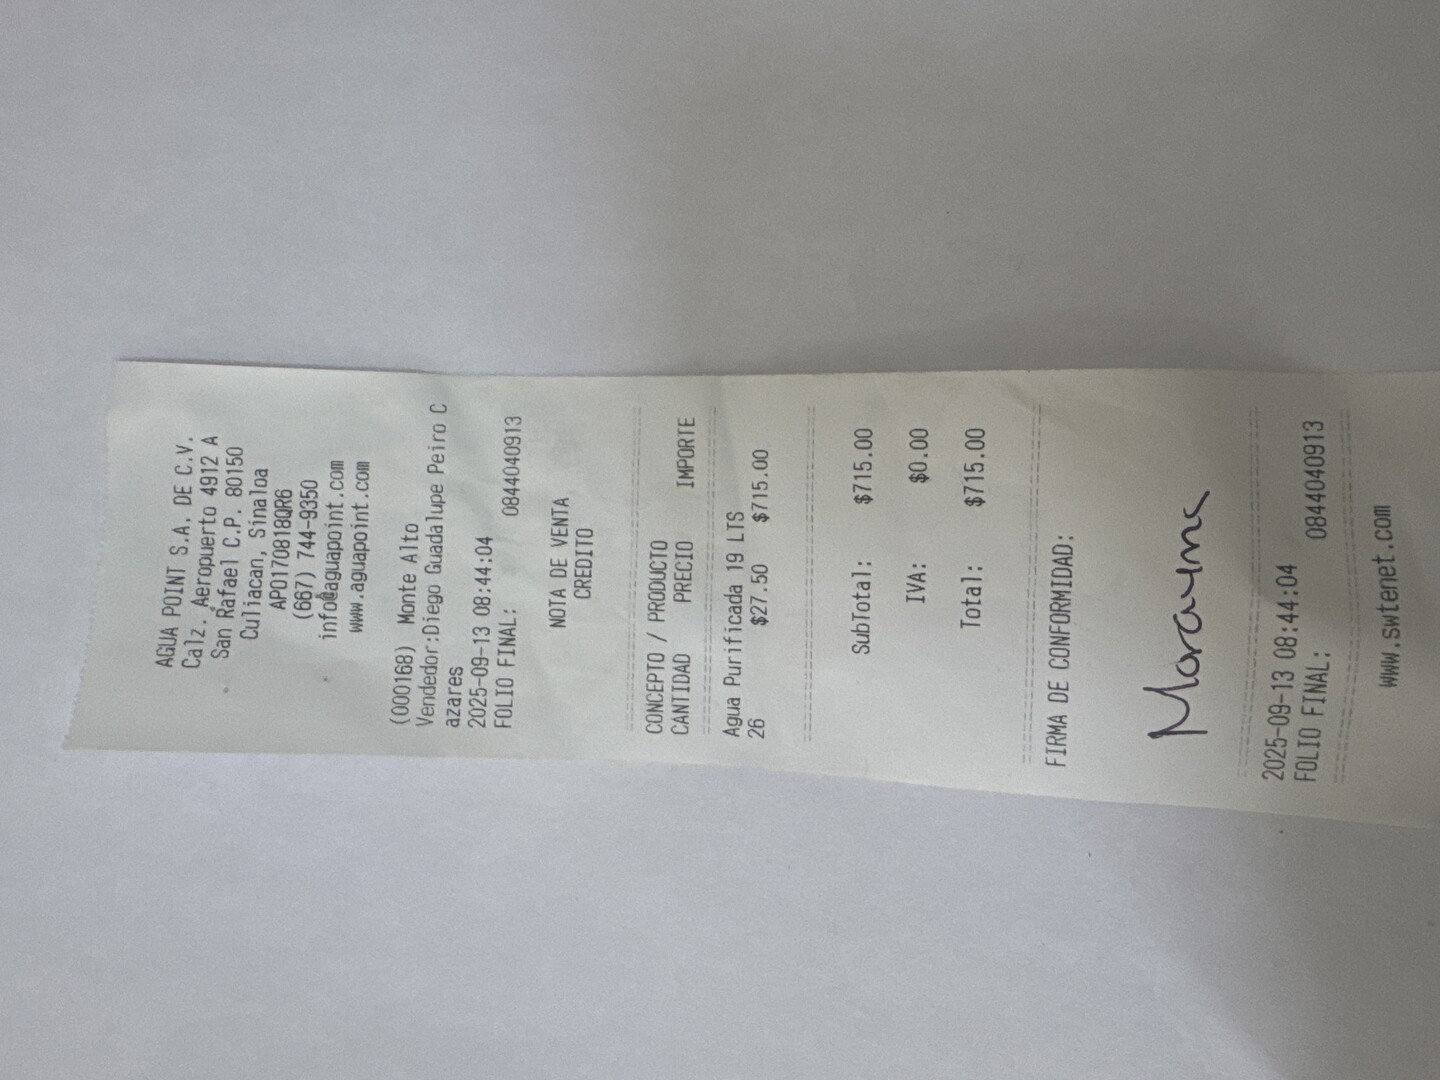 AGUA POINT S.A. DE C.V.
Calz. Aeropuerto 4912 A
San Rafael C.P. 80150
Culiacan, Sinaloa
APO170818QR6
(667) 744-9350
info@aguapoint.com
www.aguapoint.com
(000168) Monte Alto
Vendedor:Diego Guadalupe Peiro C
azares
2025-09-13 08:44:04
FOLIO FINAL: 0844040913
NOTA DE VENTA
CREDITO
CONCEPTO / PRODUCTO
CANTIDAD PRECIO IMPORTE
Agua Purificada 19 LTS
26 $27.50 $715.00
SubTotal: $715.00
IVA: $0.00
Total: $715.00
FIRMA DE CONFORMIDAD:
2025-09-13 08:44:04
FOLIO FINAL: 0844040913
www.swtenet.com